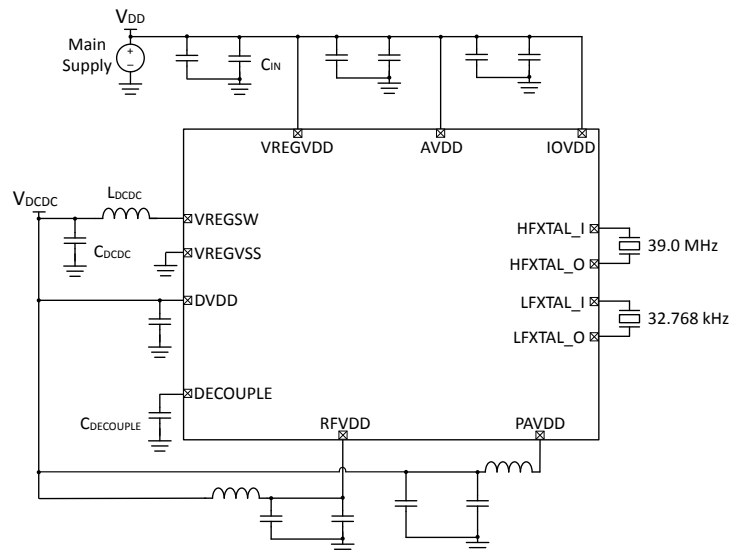 VDD
Main
Supply
+
−
CIN
VREGVDD
AVDD
IOVDD
VDCDC
LDCDC
VREGSW
HFXTAL_I
CDCDC
VREGVSS
39.0 MHz
HFXTAL_O
DVDD
LFXTAL_I
32.768 kHz
LFXTAL_O
DECOUPLE
CDECOUPLE
RFVDD
PAVDD